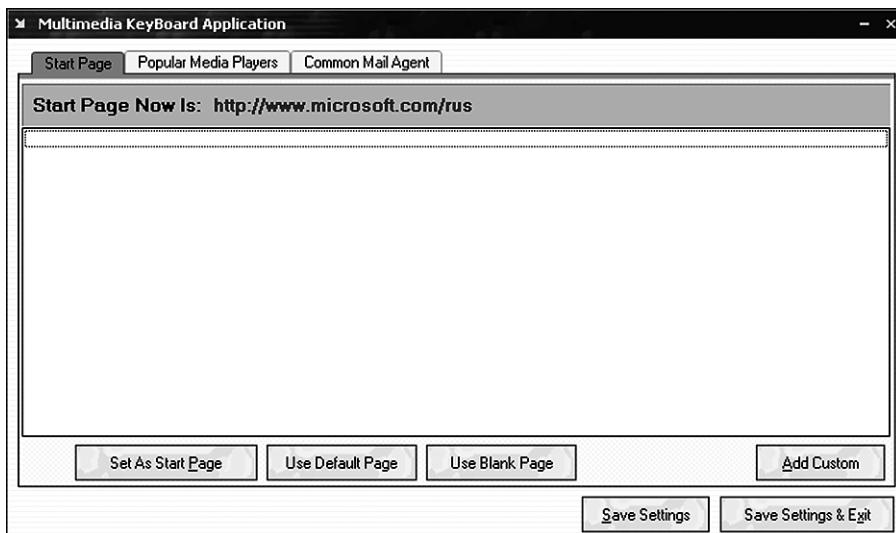 Multimedia KeyBoard Application
Start Page Popular Media Players Common Mail Agent
Start Page Now Is: http://www.microsoft.com/rus
Set As Start Page Use Default Page Use Blank Page Add Custom
Save Settings Save Settings & Exit